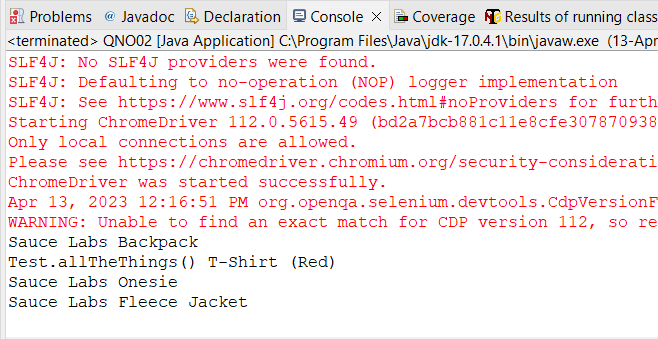 Problems @ Javadoc Declaration Console Coverage Results of running class
<terminated> QNO02 [Java Application] C:\Program Files\Java\jdk-17.0.4.1\bin\javaw.exe (13-Apr
SLF4J: No SLF4J providers were found.
SLF4J: Defaulting to no-operation (NOP) logger implementation
SLF4J: See https://www.slf4j.org/codes.html#noProviders for furth
Starting ChromeDriver 112.0.5615.49 (bd2a7bcb881c11e8cfe307870938
Only local connections are allowed.
Please see https://chromedriver.chromium.org/security-considerati
ChromeDriver was started successfully.
Apr 13, 2023 12:16:51 PM org.openqa.selenium.devtools.CdpVersionF
WARNING: Unable to find an exact match for CDP version 112, so re
Sauce Labs Backpack
Test.allTheThings() T-Shirt (Red)
Sauce Labs Onesie
Sauce Labs Fleece Jacket